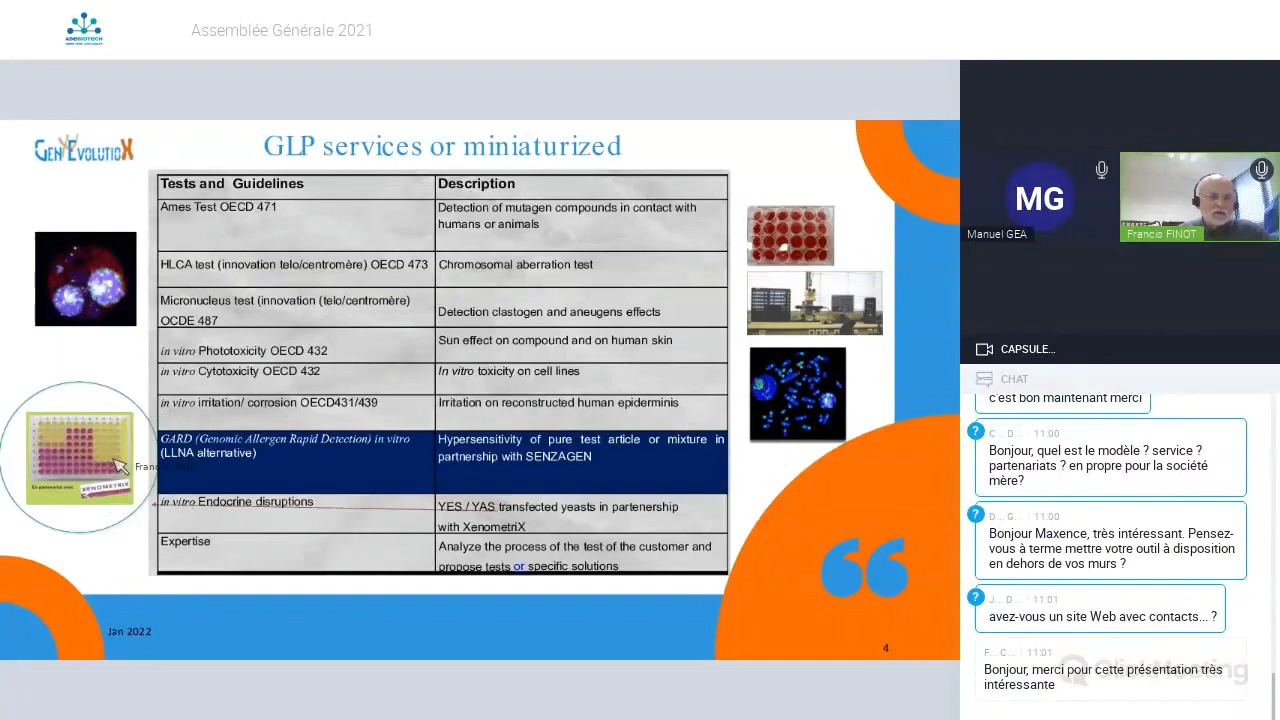 ADEBIOTECH
Assemblée Générale 2021
GenEvolutioX
GLP services or miniaturized
Tests and Guidelines
Description
Ames Test OECD 471
Detection of mutagen compounds in contact with
humans or animals
HLCA test (innovation telo/centromère) OECD 473
Chromosomal aberration test
Micronucleus test (innovation (telo/centromère)
OCDE 487
Detection clastogen and aneugens effects
in vitro Phototoxicity OECD 432
Sun effect on compound and on human skin
in vitro Cytotoxicity OECD 432
In vitro toxicity on cell lines
in vitro irritation/ corrosion OECD431/439
Irritation on reconstructed human epiderminis
GARD (Genomic Allergen Rapid Detection) in vitro
(LLNA alternative)
Hypersensitivity of pure test article or mixture in
partnership with SENZAGEN
in vitro Endocrine disruptions
YES / YAS transfected yeasts in partenership
with XenometriX
Expertise
Analyze the process of the test of the customer and
propose tests or specific solutions
En partenariat avec
XENOMETRIX
Francis FINOT
Jan 2022
4
MG
Manuel GEA
Francis FINOT
CAPSULE...
CHAT
c'est bon maintenant merci
?
C... D... 11:00
Bonjour, quel est le modèle ? service ?
partenariats ? en propre pour la société
mère?
?
D... G... 11:00
Bonjour Maxence, très intéressant. Pensez-
vous à terme mettre votre outil à disposition
en dehors de vos murs ?
?
J... D... 11:01
avez-vous un site Web avec contacts... ?
F... C... 11:01
Bonjour, merci pour cette présentation très
intéressante
ClickMeeting